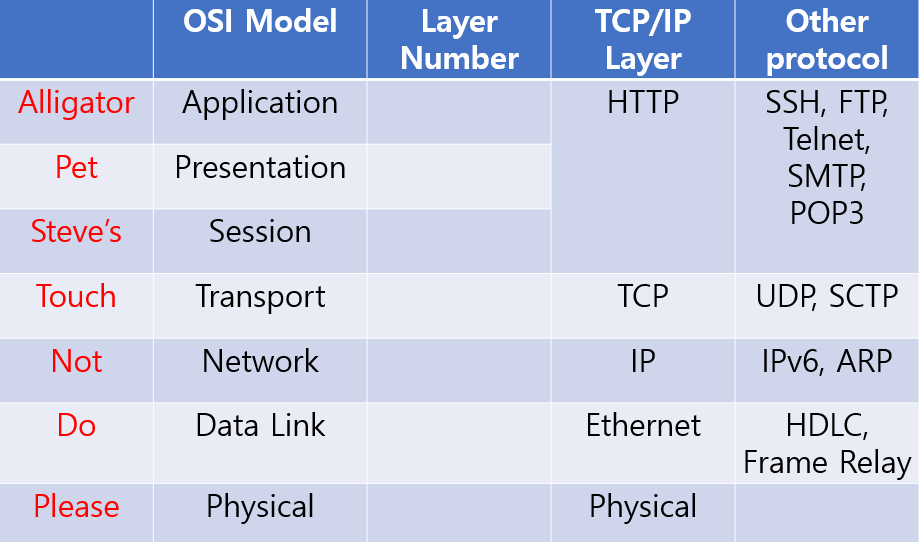 OSI Model
Layer
Number
TCP/IP
Layer
Other
protocol
Alligator
Application
HTTP
SSH, FTP,
Telnet,
SMTP,
POP3
Pet
Presentation
Steve’s
Session
Touch
Transport
TCP
UDP, SCTP
Not
Network
IP
IPv6, ARP
Do
Data Link
Ethernet
HDLC,
Frame Relay
Please
Physical
Physical